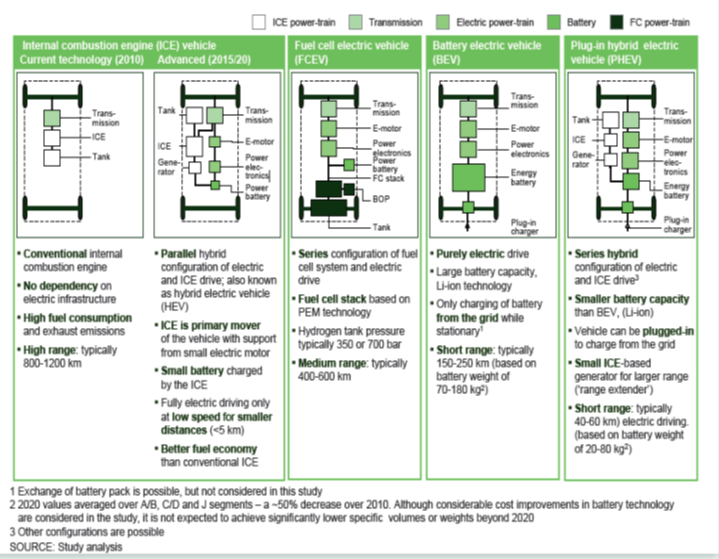 ICE power-train Transmission Electric power-train Battery FC power-train
Internal combustion engine (ICE) vehicle
Current technology (2010) Advanced (2015/20)
Trans-
mission
ICE
Tank
Tank
ICE
Gene-
rator
Trans-
mission
E-motor
Power
elec-
tronics
Power
battery
• Conventional internal
combustion engine
• No dependency on
electric infrastructure
• High fuel consumption
and exhaust emissions
• High range: typically
800-1200 km
• Parallel hybrid
configuration of electric
and ICE drive; also known
as hybrid electric vehicle
(HEV)
• ICE is primary mover
of the vehicle with support
from small electric motor
• Small battery charged
by the ICE
• Fully electric driving only
at low speed for smaller
distances (<5 km)
• Better fuel economy
than conventional ICE
Fuel cell electric vehicle
(FCEV)
Trans-
mission
E-motor
Power
electronics
Power
battery
FC stack
BOP
Tank
• Series configuration of fuel
cell system and electric
drive
• Fuel cell stack based on
PEM technology
• Hydrogen tank pressure
typically 350 or 700 bar
• Medium range: typically
400-600 km
Battery electric vehicle
(BEV)
Trans-
mission
E-motor
Power
electronics
Energy
battery
Plug-in
charger
• Purely electric drive
• Large battery capacity,
Li-ion technology
• Only charging of battery
from the grid while
stationary¹
• Short range: typically
150-250 km (based on
battery weight of
70-180 kg²)
Plug-in hybrid electric
vehicle (PHEV)
Tank
ICE
Gene-
rator
Trans-
mission
E-motor
Power
elec-
tronics
Energy
battery
Plug-in
charger
• Series hybrid
configuration of electric
and ICE drive³
• Smaller battery capacity
than BEV, (Li-ion)
• Vehicle can be plugged-in
to charge from the grid
• Small ICE-based
generator for larger range
('range extender')
• Short range: typically
40-60 km) electric driving.
(based on battery weight
of 20-80 kg²)
1 Exchange of battery pack is possible, but not considered in this study
2 2020 values averaged over A/B, C/D and J segments – a ~50% decrease over 2010. Although considerable cost improvements in battery technology
are considered in the study, it is not expected to achieve significantly lower specific volumes or weights beyond 2020
3 Other configurations are possible
SOURCE: Study analysis